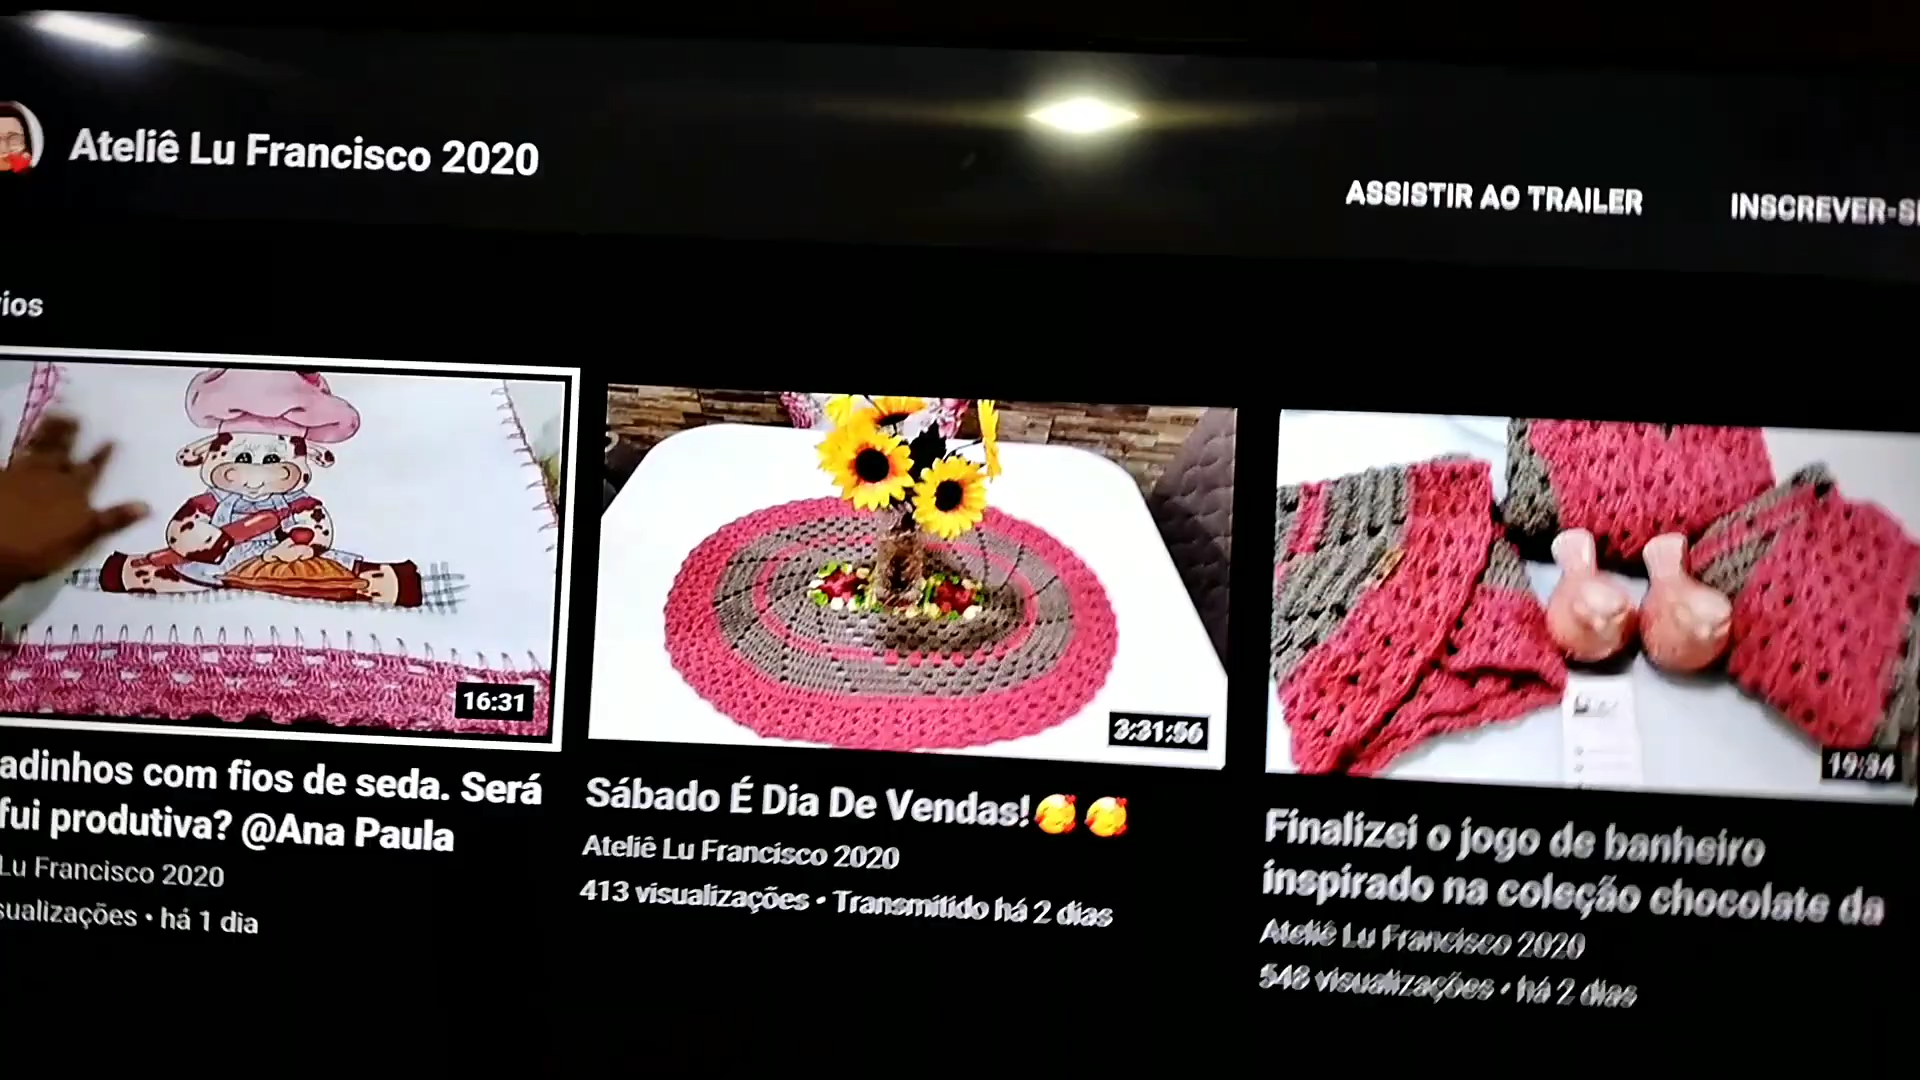 Ateliê Lu Francisco 2020
ASSISTIR AO TRAILER
INSCREVER-S
ios
16:31
3:31:56
19:34
adinhos com fios de seda. Será
fui produtiva? @Ana Paula
Lu Francisco 2020
sualizações • há 1 dia
Sábado É Dia De Vendas!🥰 🥰
Ateliê Lu Francisco 2020
413 visualizações • Transmitido há 2 dias
Finalizei o jogo de banheiro
inspirado na coleção chocolate da
Ateliê Lu Francisco 2020
548 visualizações • há 2 dias